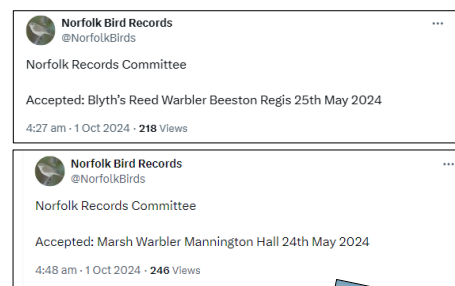 Norfolk Bird Records
@NorfolkBirds
Norfolk Records Committee
Accepted: Blyth's Reed Warbler Beeston Regis 25th May 2024
4:27 am · 1 Oct 2024 · 218 Views
Norfolk Bird Records
@NorfolkBirds
Norfolk Records Committee
Accepted: Marsh Warbler Mannington Hall 24th May 2024
4:48 am · 1 Oct 2024 · 246 Views